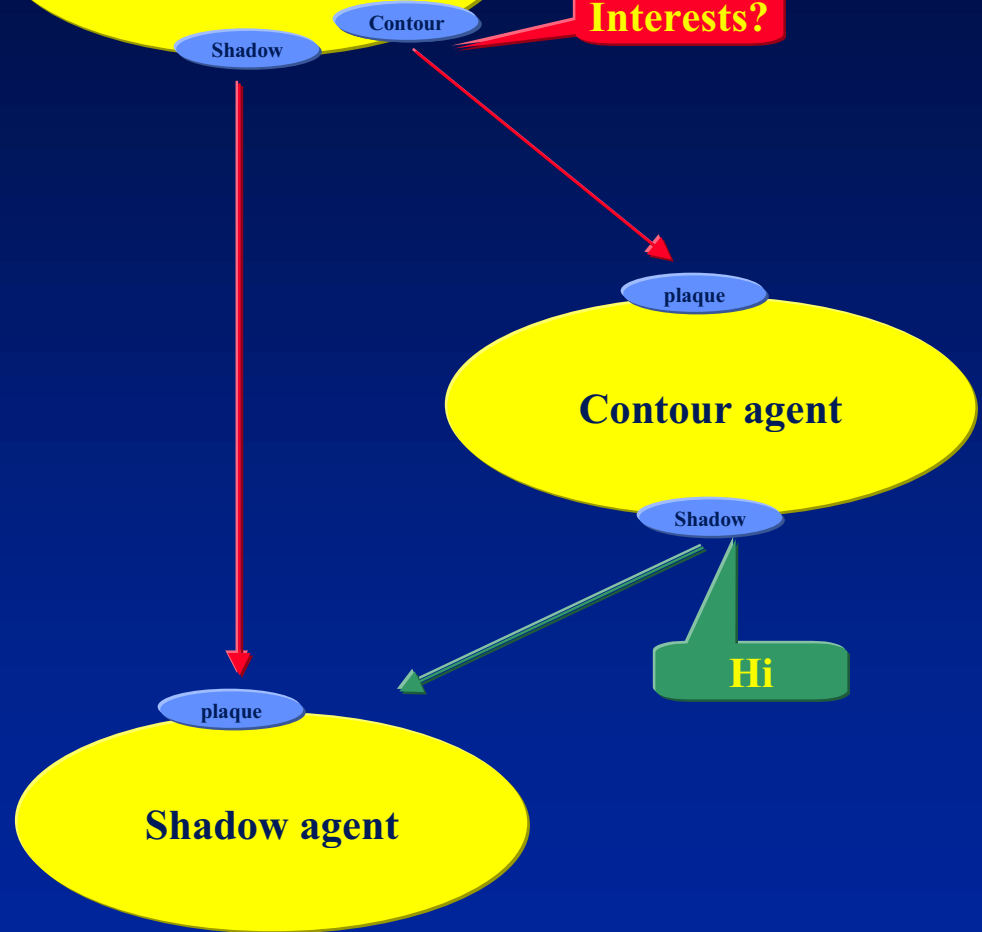 Interests?
Contour
Shadow
plaque
Contour agent
Shadow
Hi
plaque
Shadow agent